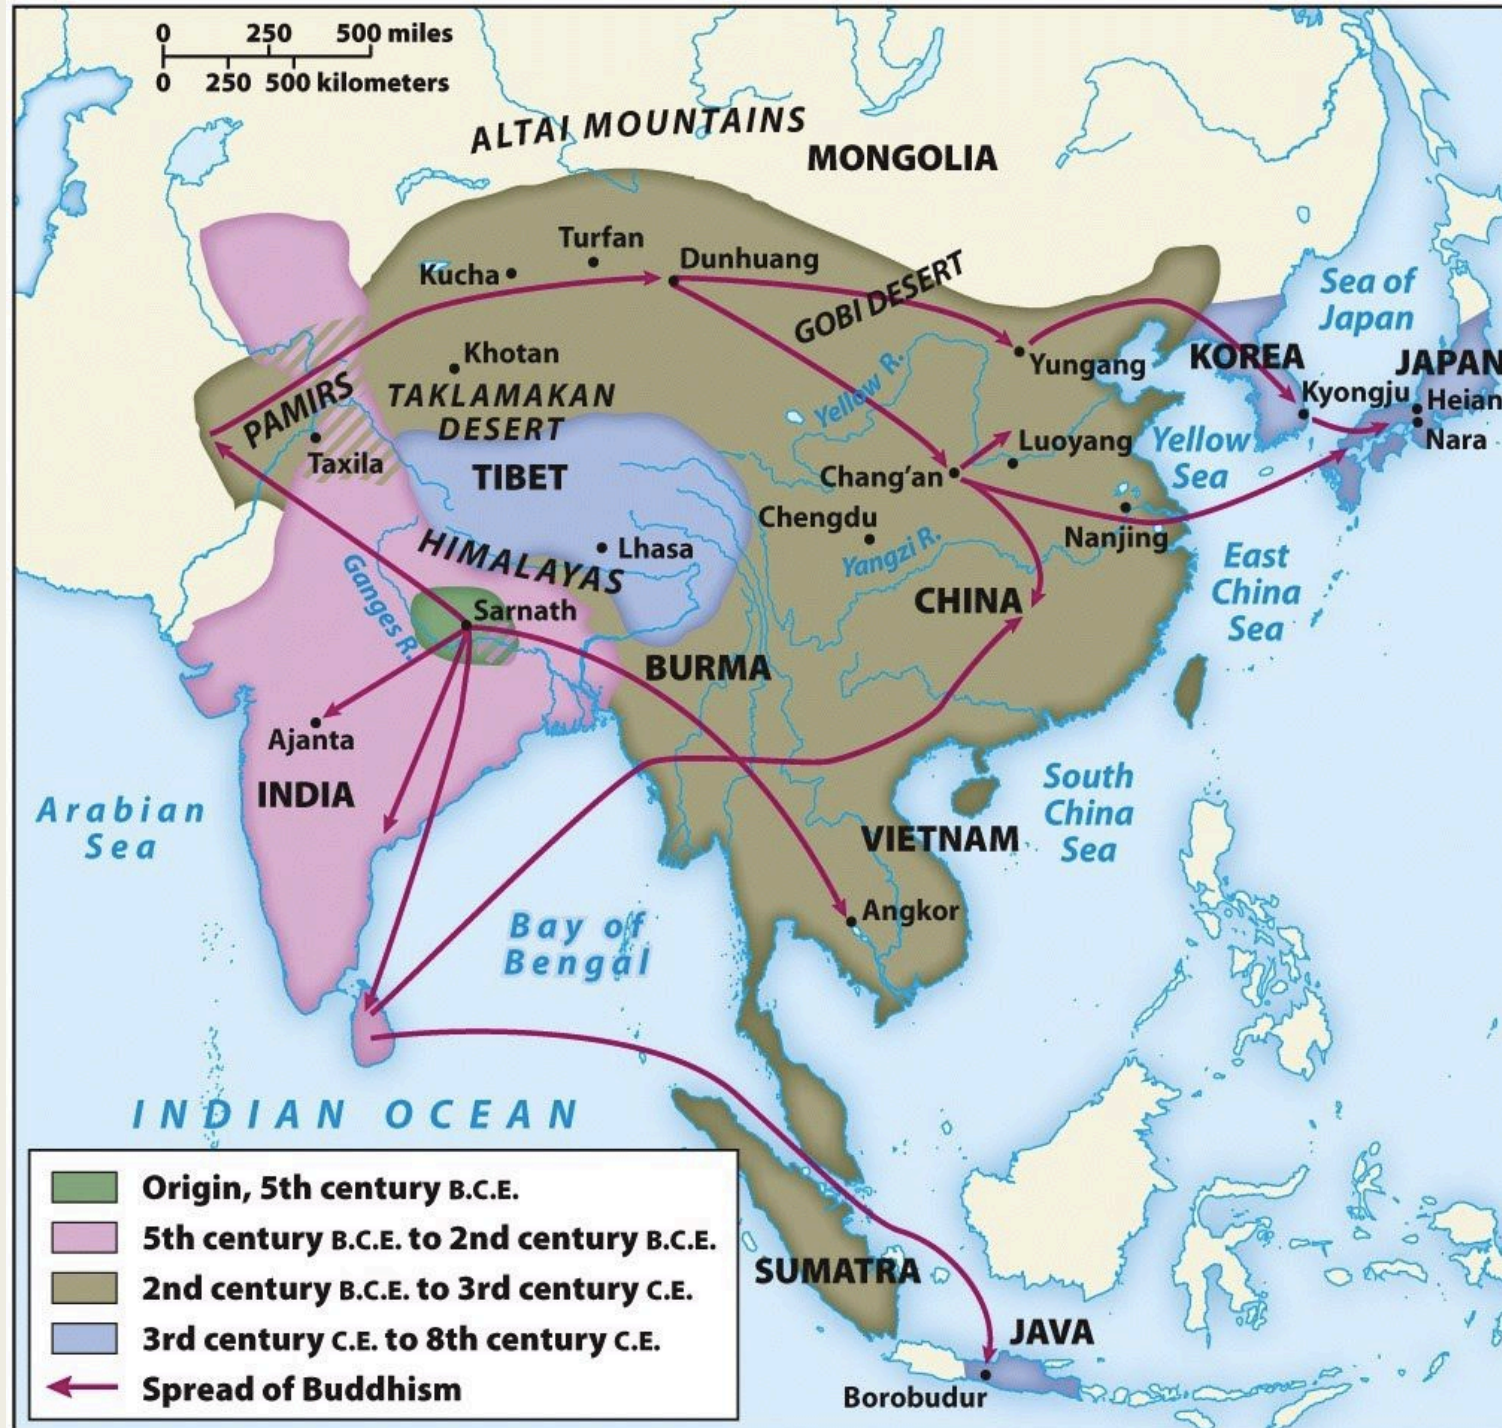 0 250 500 miles
0 250 500 kilometers
ALTAI MOUNTAINS
MONGOLIA
Turfan
Kucha
Dunhuang
GOBI DESERT
Sea of
Japan
Khotan
Yungang
KOREA
JAPAN
PAMIRS
TAKLAMAKAN
DESERT
Yellow R.
Kyongju
Heian
Nara
Taxila
TIBET
Luoyang
Yellow
Sea
Chang'an
Chengdu
Nanjing
HIMALAYAS
Lhasa
Yangzi R.
East
China
Sea
Ganges R.
Sarnath
CHINA
BURMA
Ajanta
INDIA
Arabian
Sea
South
China
Sea
VIETNAM
Bay of
Bengal
Angkor
INDIAN OCEAN
SUMATRA
JAVA
Borobudur
Origin, 5th century B.C.E.
5th century B.C.E. to 2nd century B.C.E.
2nd century B.C.E. to 3rd century C.E.
3rd century C.E. to 8th century C.E.
Spread of Buddhism